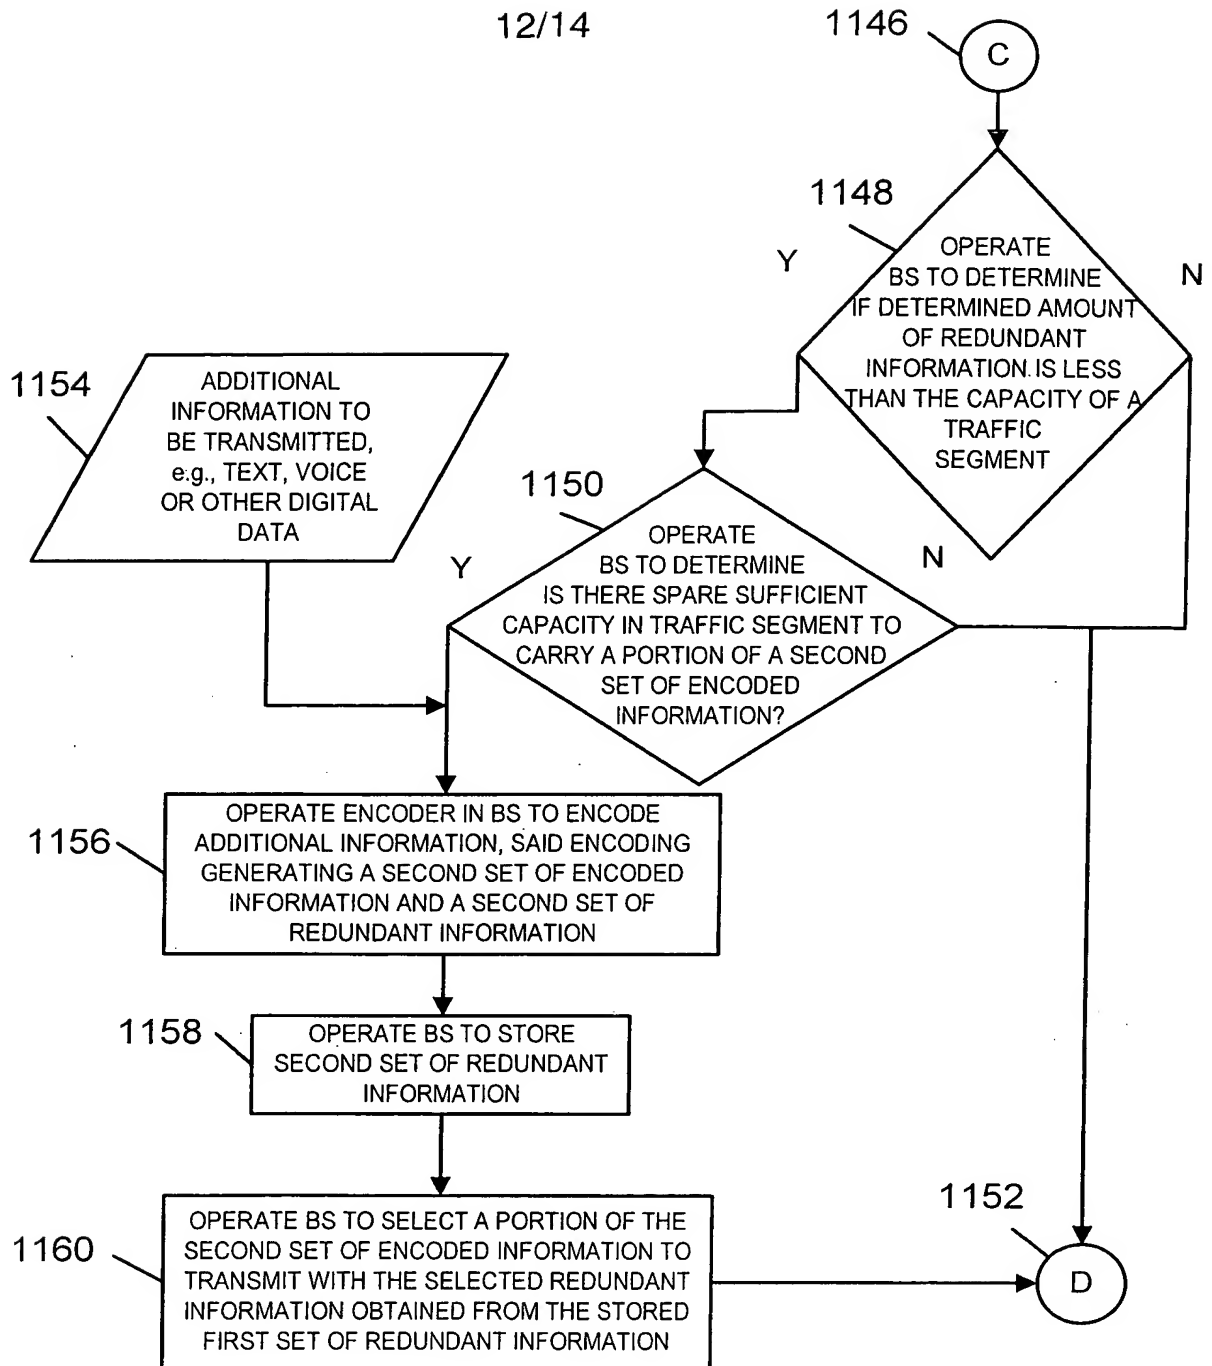 12/14
1146
C
1148
Y
N
OPERATE
BS TO DETERMINE
IF DETERMINED AMOUNT
OF REDUNDANT
INFORMATION IS LESS
THAN THE CAPACITY OF A
TRAFFIC
SEGMENT
1154
ADDITIONAL
INFORMATION TO
BE TRANSMITTED,
e.g., TEXT, VOICE
OR OTHER DIGITAL
DATA
1150
Y
N
OPERATE
BS TO DETERMINE
IS THERE SPARE SUFFICIENT
CAPACITY IN TRAFFIC SEGMENT TO
CARRY A PORTION OF A SECOND
SET OF ENCODED
INFORMATION?
1156
OPERATE ENCODER IN BS TO ENCODE
ADDITIONAL INFORMATION, SAID ENCODING
GENERATING A SECOND SET OF ENCODED
INFORMATION AND A SECOND SET OF
REDUNDANT INFORMATION
1158
OPERATE BS TO STORE
SECOND SET OF REDUNDANT
INFORMATION
1160
OPERATE BS TO SELECT A PORTION OF THE
SECOND SET OF ENCODED INFORMATION TO
TRANSMIT WITH THE SELECTED REDUNDANT
INFORMATION OBTAINED FROM THE STORED
FIRST SET OF REDUNDANT INFORMATION
1152
D